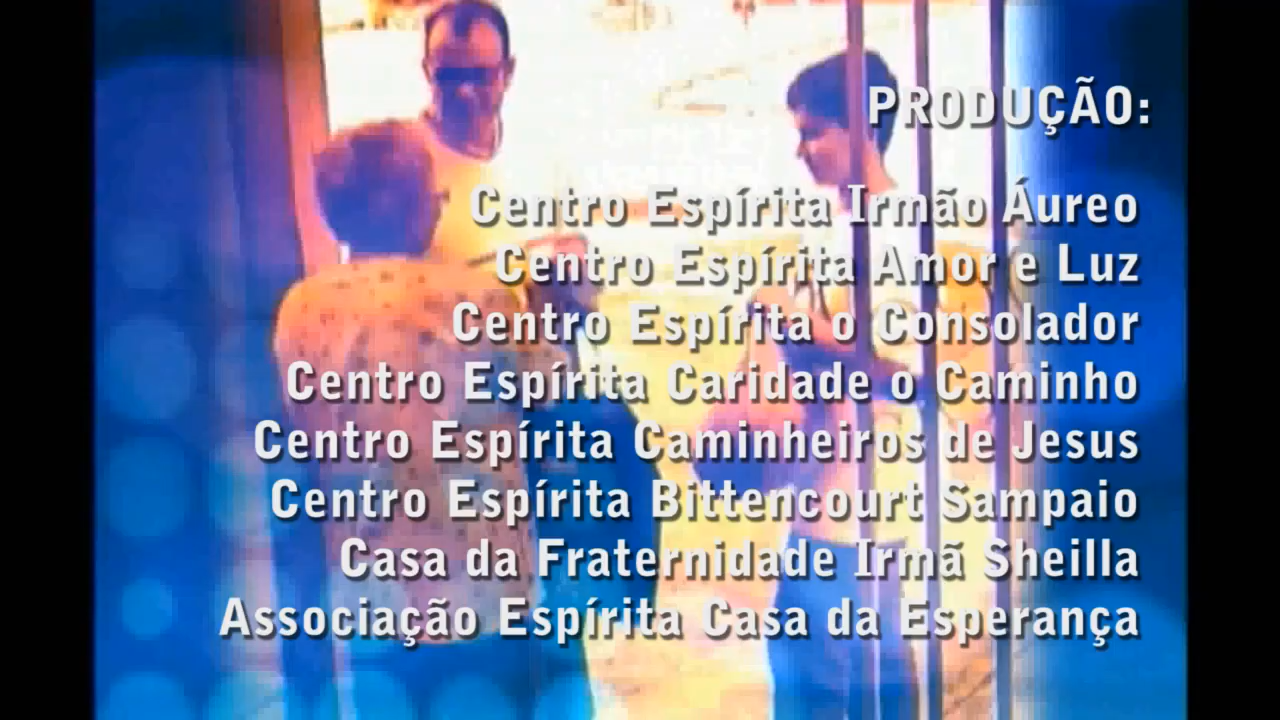 PRODUÇÃO:
Centro Espírita Irmão Áureo
Centro Espírita Amor e Luz
Centro Espírita o Consolador
Centro Espírita Caridade o Caminho
Centro Espírita Caminheiros de Jesus
Centro Espírita Bittencourt Sampaio
Casa da Fraternidade Irmã Sheilla
Associação Espírita Casa da Esperança